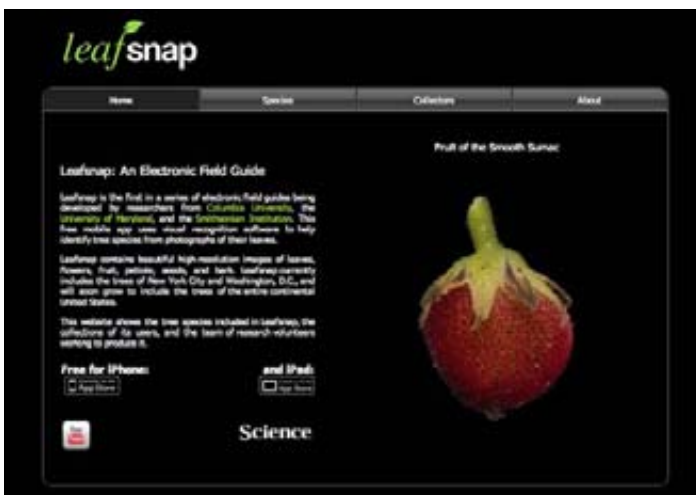 leafsnap
Home Species Collectors About
Fruit of the Smooth Sumac
Leafsnap: An Electronic Field Guide
Leafsnap is the first in a series of electronic field guides being
developed by researchers from Columbia University, the
University of Maryland, and the Smithsonian Institution. This
free mobile app uses visual recognition software to help
identify tree species from photographs of their leaves.
Leafsnap contains beautiful high-resolution images of leaves,
flowers, fruit, petiole, seeds, and bark. Leafsnap currently
includes the trees of New York City and Washington, D.C., and
will soon grow to include the trees of the entire continental
United States.
This website shows the tree species included in Leafsnap, the
collections of its users, and the team of research volunteers
working to produce it.
Free for iPhone: and iPad:
App Store App Store
You
Science